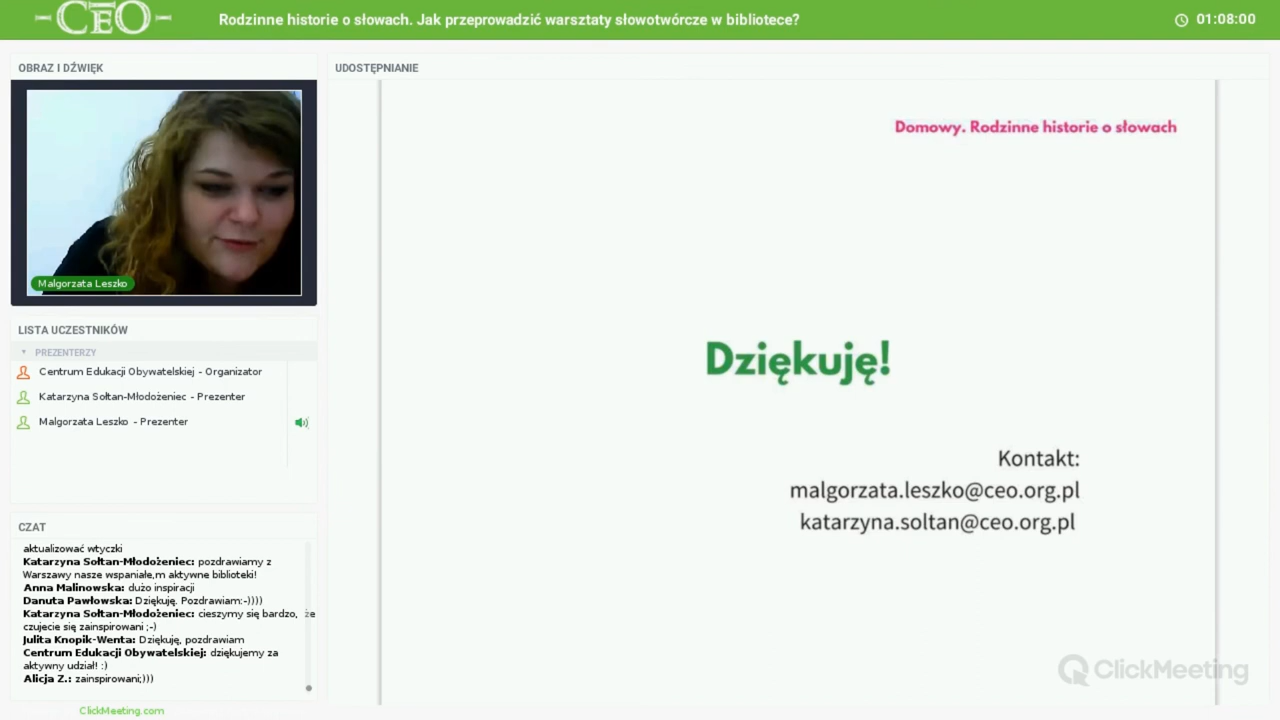 CEO
Rodzinne historie o słowach. Jak przeprowadzić warsztaty słowotwórcze w bibliotece?
01:08:00
OBRAZ I DŹWIĘK
Malgorzata Leszko
LISTA UCZESTNIKÓW
PREZENTERZY
Centrum Edukacji Obywatelskiej - Organizator
Katarzyna Sołtan-Młodożeniec - Prezenter
Malgorzata Leszko - Prezenter
CZAT
aktualizować wtyczki
Katarzyna Sołtan-Młodożeniec: pozdrawiamy z
Warszawy nasze wspaniałe,m aktywne biblioteki!
Anna Malinowska: dużo inspiracji
Danuta Pawłowska: Dziękuję. Pozdrawiam:-))))
Katarzyna Sołtan-Młodożeniec: cieszymy się bardzo, że
czujecie się zainspirowani ;-)
Julita Knopik-Wenta: Dziękuję, pozdrawiam
Centrum Edukacji Obywatelskiej: dziękujemy za
aktywny udział! :)
Alicja Z.: zainspirowani;)))
ClickMeeting.com
UDOSTĘPNIANIE
Domowy. Rodzinne historie o słowach
Dziękuję!
Kontakt:
malgorzata.leszko@ceo.org.pl
katarzyna.soltan@ceo.org.pl
ClickMeeting